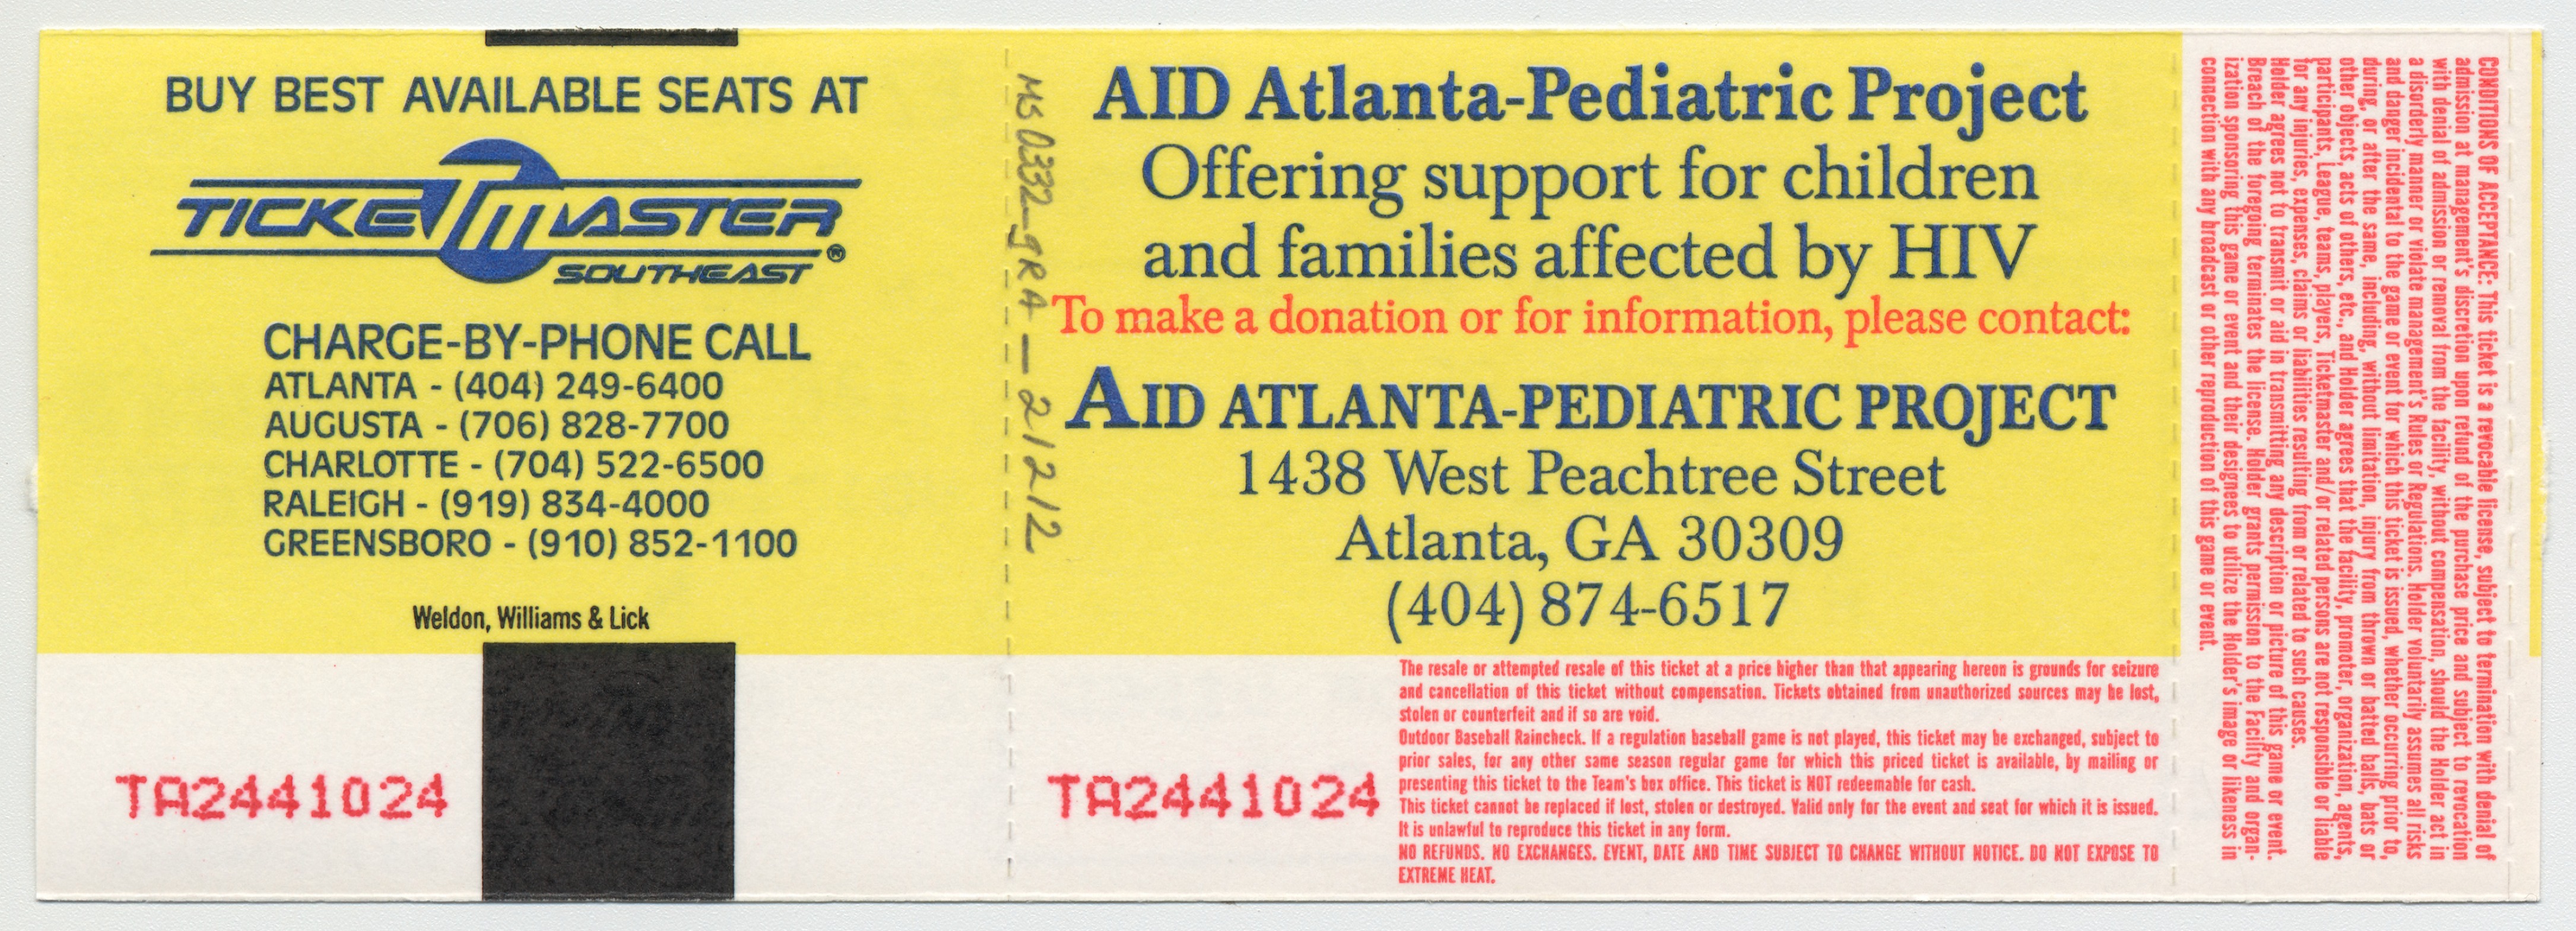 BUY BEST AVAILABLE SEATS AT
TICKETMASTER®
SOUTHEAST
CHARGE-BY-PHONE CALL
ATLANTA - (404) 249-6400
AUGUSTA - (706) 828-7700
CHARLOTTE - (704) 522-6500
RALEIGH - (919) 834-4000
GREENSBORO - (910) 852-1100
Weldon, Williams & Lick
TA2441024
MS0332-gRA-21212
AID Atlanta-Pediatric Project
Offering support for children
and families affected by HIV
To make a donation or for information, please contact:
AID ATLANTA-PEDIATRIC PROJECT
1438 West Peachtree Street
Atlanta, GA 30309
(404) 874-6517
TA2441024
The resale or attempted resale of this ticket at a price higher than that appearing hereon is grounds for seizure
and cancellation of this ticket without compensation. Tickets obtained from unauthorized sources may be lost,
stolen or counterfeit and if so are void.
Outdoor Baseball Raincheck. If a regulation baseball game is not played, this ticket may be exchanged, subject to
prior sales, for any other same season regular game for which this priced ticket is available, by mailing or
presenting this ticket to the Team's box office. This ticket is NOT redeemable for cash.
This ticket cannot be replaced if lost, stolen or destroyed. Valid only for the event and seat for which it is issued.
It is unlawful to reproduce this ticket in any form.
NO REFUNDS. NO EXCHANGES. EVENT, DATE AND TIME SUBJECT TO CHANGE WITHOUT NOTICE. DO NOT EXPOSE TO
EXTREME HEAT.
CONDITIONS OF ACCEPTANCE: This ticket is a revocable license, subject to termination with denial of
admission at management's discretion upon refund of the purchase price and subject to revocation
with denial of admission or removal from the facility, without compensation, should the Holder act in
a disorderly manner or violate management's Rules or Regulations. Holder voluntarily assumes all risks
and danger incidental to the game or event for which this ticket is issued, whether occurring prior to,
during, or after the same, including, without limitation, injury from thrown or batted balls, bats or
other objects, acts of others, etc., and Holder agrees that the facility, promoter, organization, agents,
participants, League, teams, players, Ticketmaster and/or related persons are not responsible or liable
for any injuries, expenses, claims or liabilities resulting from or related to such causes.
Holder agrees not to transmit or aid in transmitting any description or picture of this game or event.
Breach of the foregoing terminates the license. Holder grants permission to the Facility and organ-
ization sponsoring this game or event and their designees to utilize the Holder's image or likeness in
connection with any broadcast or other reproduction of this game or event.